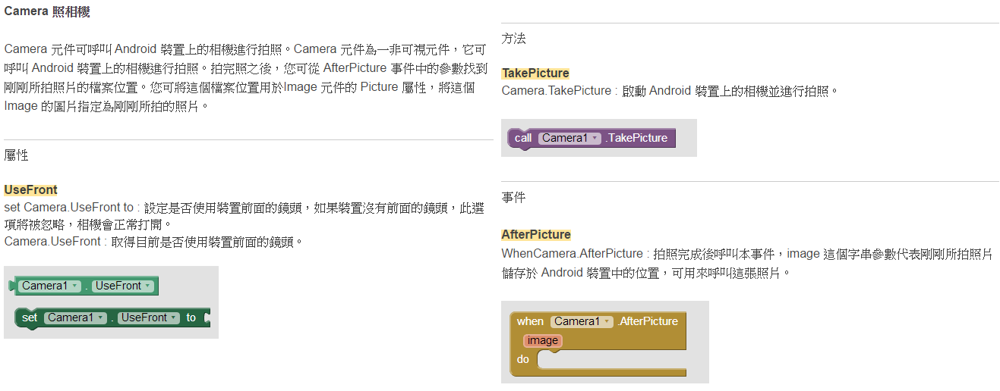 Camera 照相機
Camera 元件可呼叫 Android 裝置上的相機進行拍照。Camera 元件為一非可視元件，它可
呼叫 Android 裝置上的相機進行拍照。拍完照之後，您可從 AfterPicture 事件中的參數找到
剛剛所拍照片的檔案位置。您可將這個檔案位置用於Image 元件的 Picture 屬性，將這個
Image 的圖片指定為剛剛所拍的照片。
屬性
UseFront
set Camera.UseFront to : 設定是否使用裝置前面的鏡頭，如果裝置沒有前面的鏡頭，此選
項將被忽略，相機會正常打開。
Camera.UseFront : 取得目前是否使用裝置前面的鏡頭。
Camera1 . UseFront
set Camera1 . UseFront to
方法
TakePicture
Camera.TakePicture : 啟動 Android 裝置上的相機並進行拍照。
call Camera1 .TakePicture
事件
AfterPicture
WhenCamera.AfterPicture : 拍照完成後呼叫本事件，image 這個字串參數代表剛剛所拍照片
儲存於 Android 裝置中的位置，可用來呼叫這張照片。
when Camera1 .AfterPicture
image
do